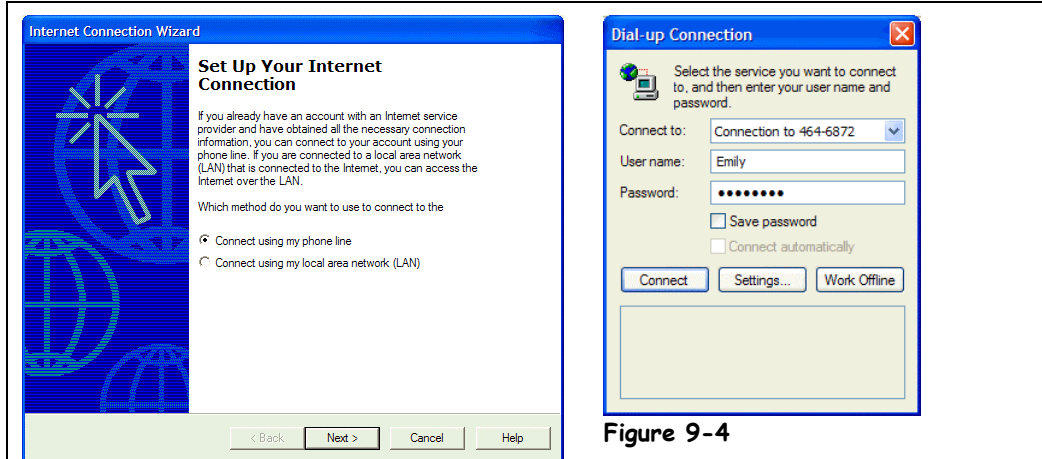 Internet Connection Wizard
Set Up Your Internet
Connection
If you already have an account with an Internet service
provider and have obtained all the necessary connection
information, you can connect to your account using your
phone line. If you are connected to a local area network
(LAN) that is connected to the Internet, you can access the
Internet over the LAN.
Which method do you want to use to connect to the
Connect using my phone line
Connect using my local area network (LAN)
< Back Next > Cancel Help
Dial-up Connection
Select the service you want to connect
to, and then enter your user name and
password.
Connect to: Connection to 464-6872
User name: Emily
Password: ••••••••
Save password
Connect automatically
Connect Settings... Work Offline
Figure 9-4